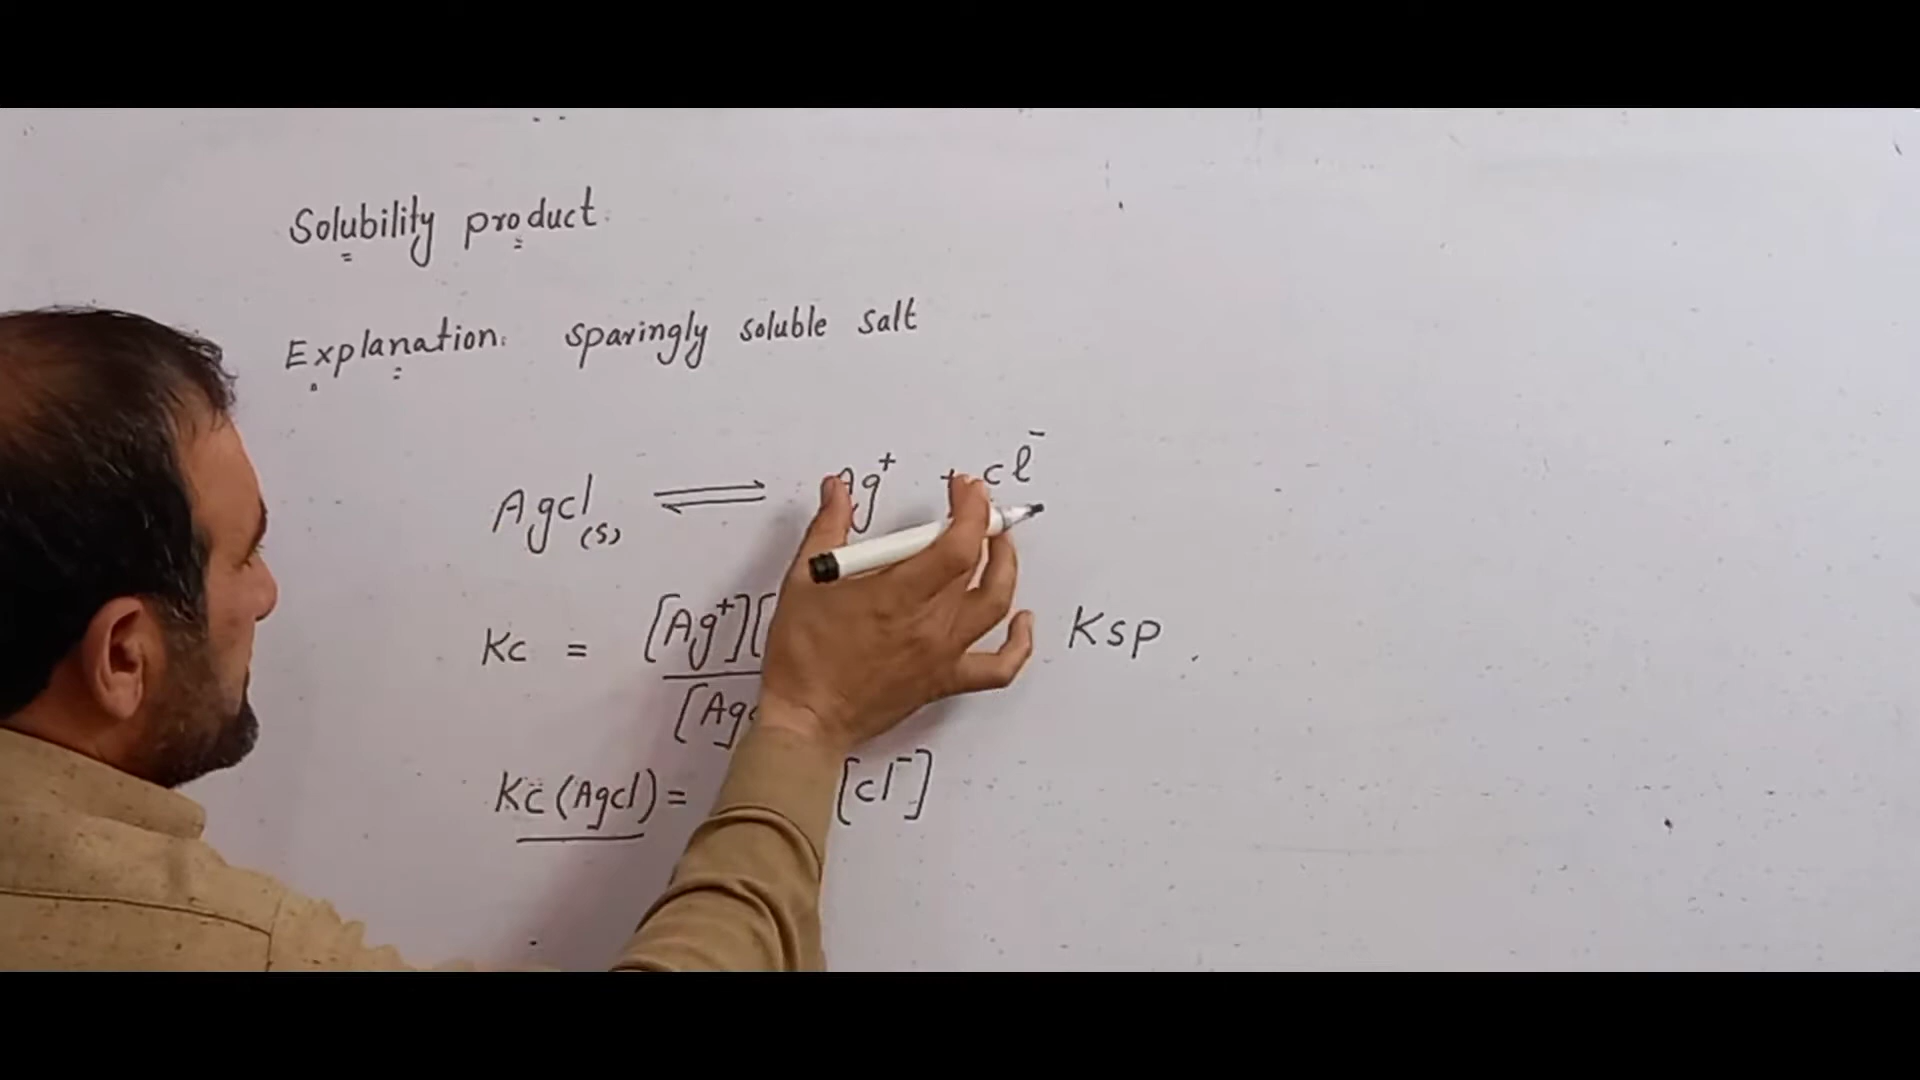 Solubility product.
Explanation: sparingly soluble salt
Agcl(s) ⇌ Ag⁺ + cl⁻
Kc = [Ag⁺][ Ksp.
[Ag
Kc (Agcl) = [cl⁻]